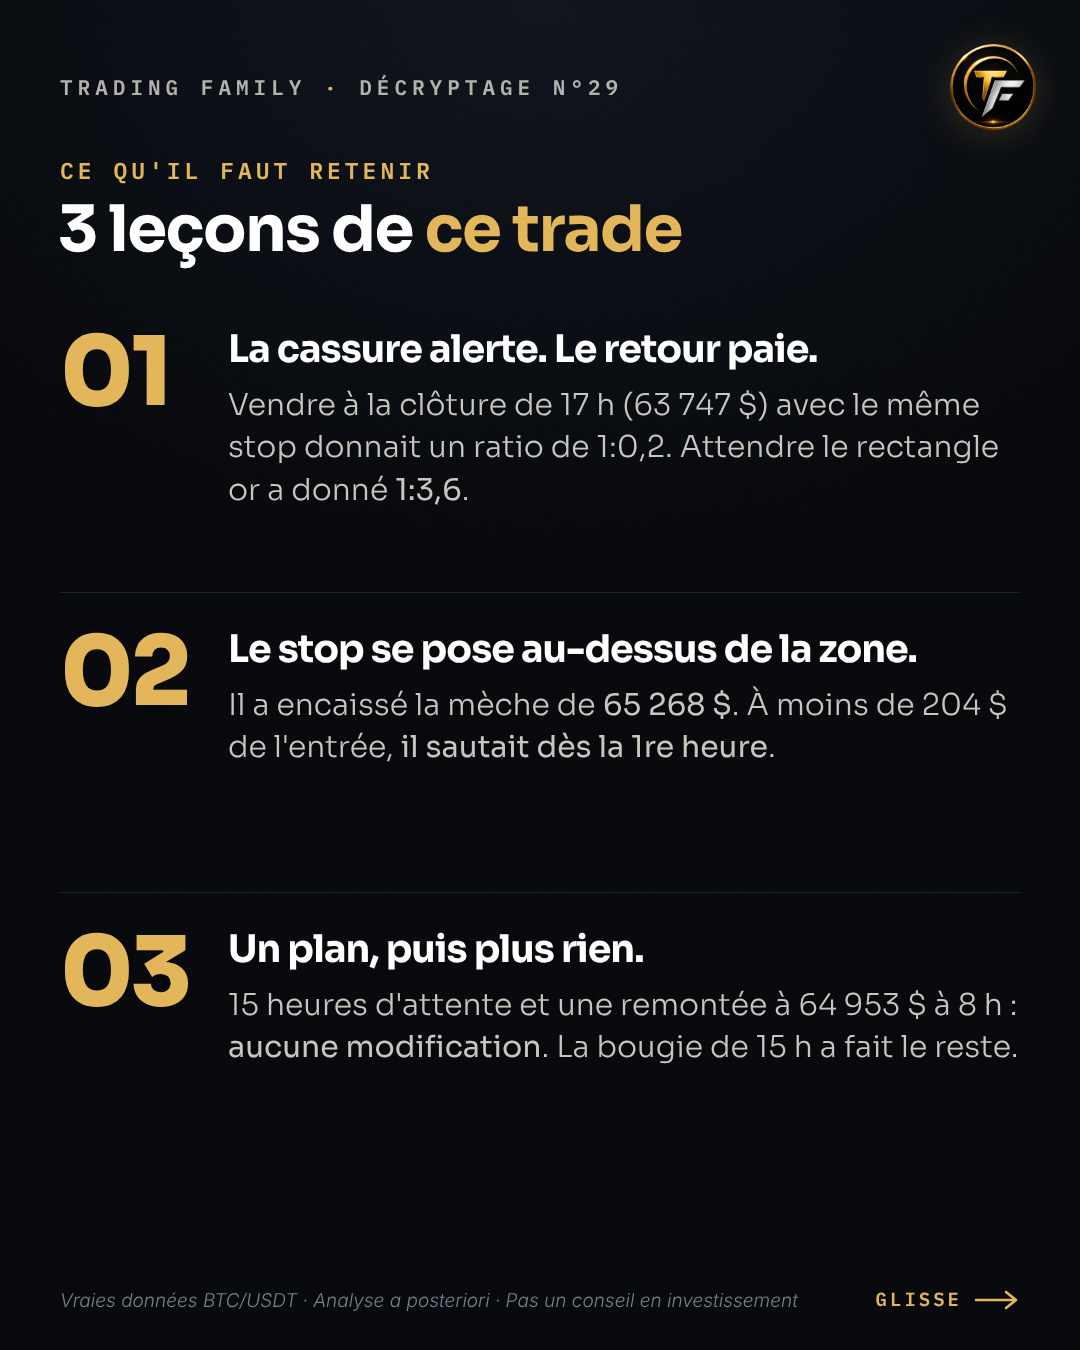 TRADING FAMILY · DÉCRYPTAGE N°29
TF
CE QU'IL FAUT RETENIR
3 leçons de ce trade
01
La cassure alerte. Le retour paie.
Vendre à la clôture de 17 h (63 747 $) avec le même
stop donnait un ratio de 1:0,2. Attendre le rectangle
or a donné 1:3,6.
02
Le stop se pose au-dessus de la zone.
Il a encaissé la mèche de 65 268 $. À moins de 204 $
de l'entrée, il sautait dès la 1re heure.
03
Un plan, puis plus rien.
15 heures d'attente et une remontée à 64 953 $ à 8 h :
aucune modification. La bougie de 15 h a fait le reste.
Vraies données BTC/USDT · Analyse a posteriori · Pas un conseil en investissement
GLISSE →